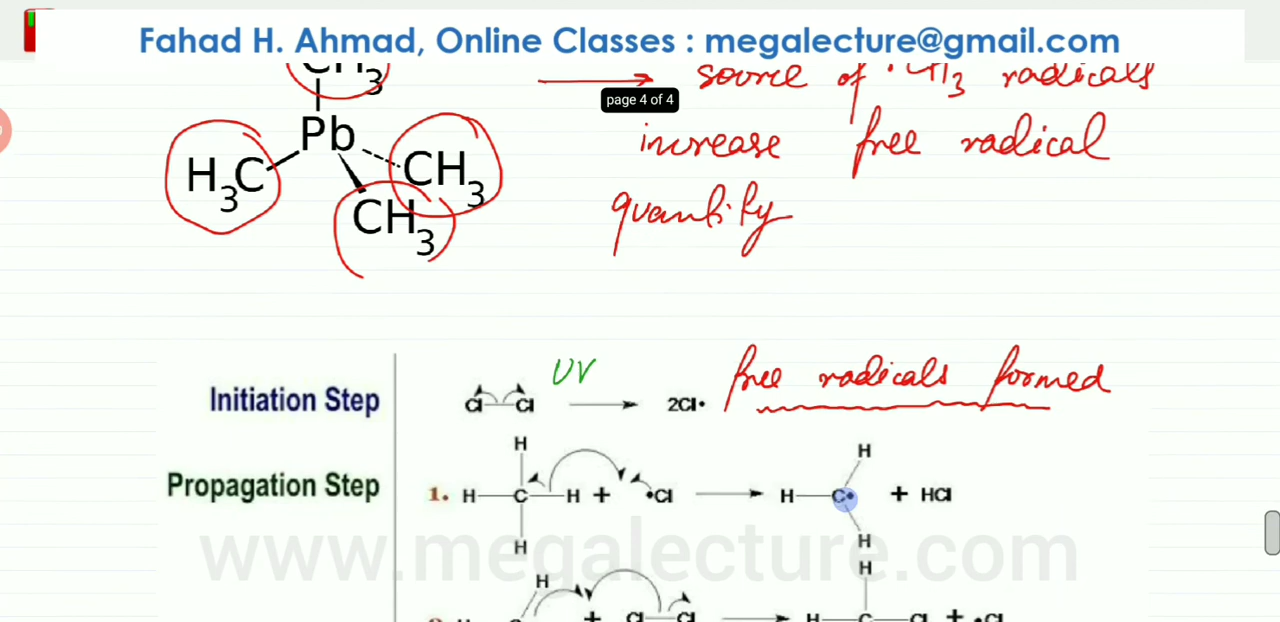 Fahad H. Ahmad, Online Classes : megalecture@gmail.com
CH3
source of •CH3 radicals
page 4 of 4
Pb
increase free radical
H3C
CH3
CH3
quantity
UV
free radicals formed
Initiation Step
Cl Cl
2Cl•
H
H
Propagation Step
1. H C H + •Cl
H C• + HCl
H
H
www.megalecture.com
H
H
+ Cl Cl
H C Cl + •Cl